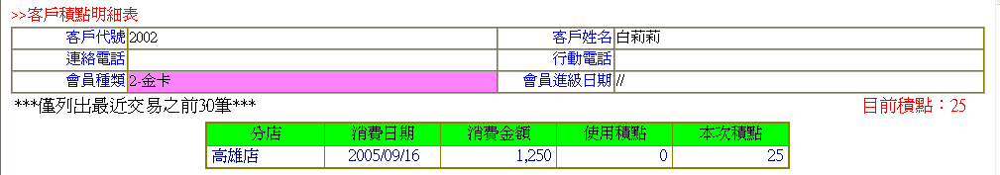 >>客戶積點明細表
客戶代號 2002 客戶姓名 白莉莉
連絡電話 行動電話
會員種類 2-金卡 會員進級日期 //
***僅列出最近交易之前30筆*** 目前積點：25
分店 消費日期 消費金額 使用積點 本次積點
高雄店 2005/09/16 1,250 0 25